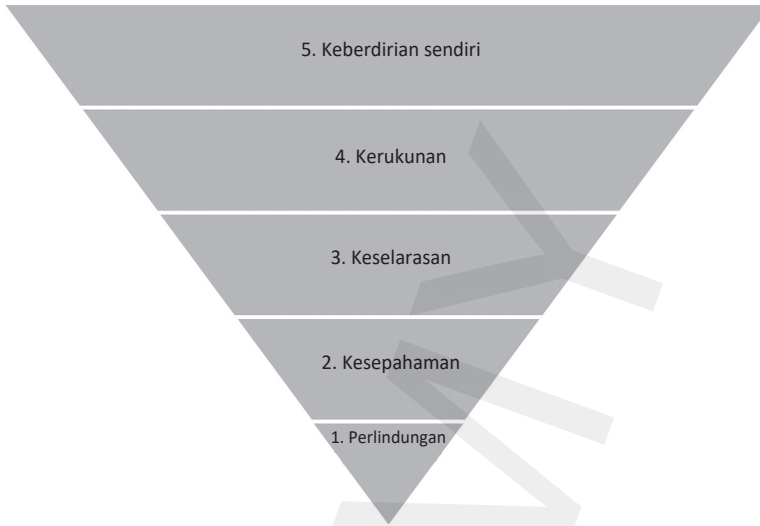 5. Keberdirian sendiri
4. Kerukunan
3. Keselarasan
2. Kesepahaman
1. Perlindungan